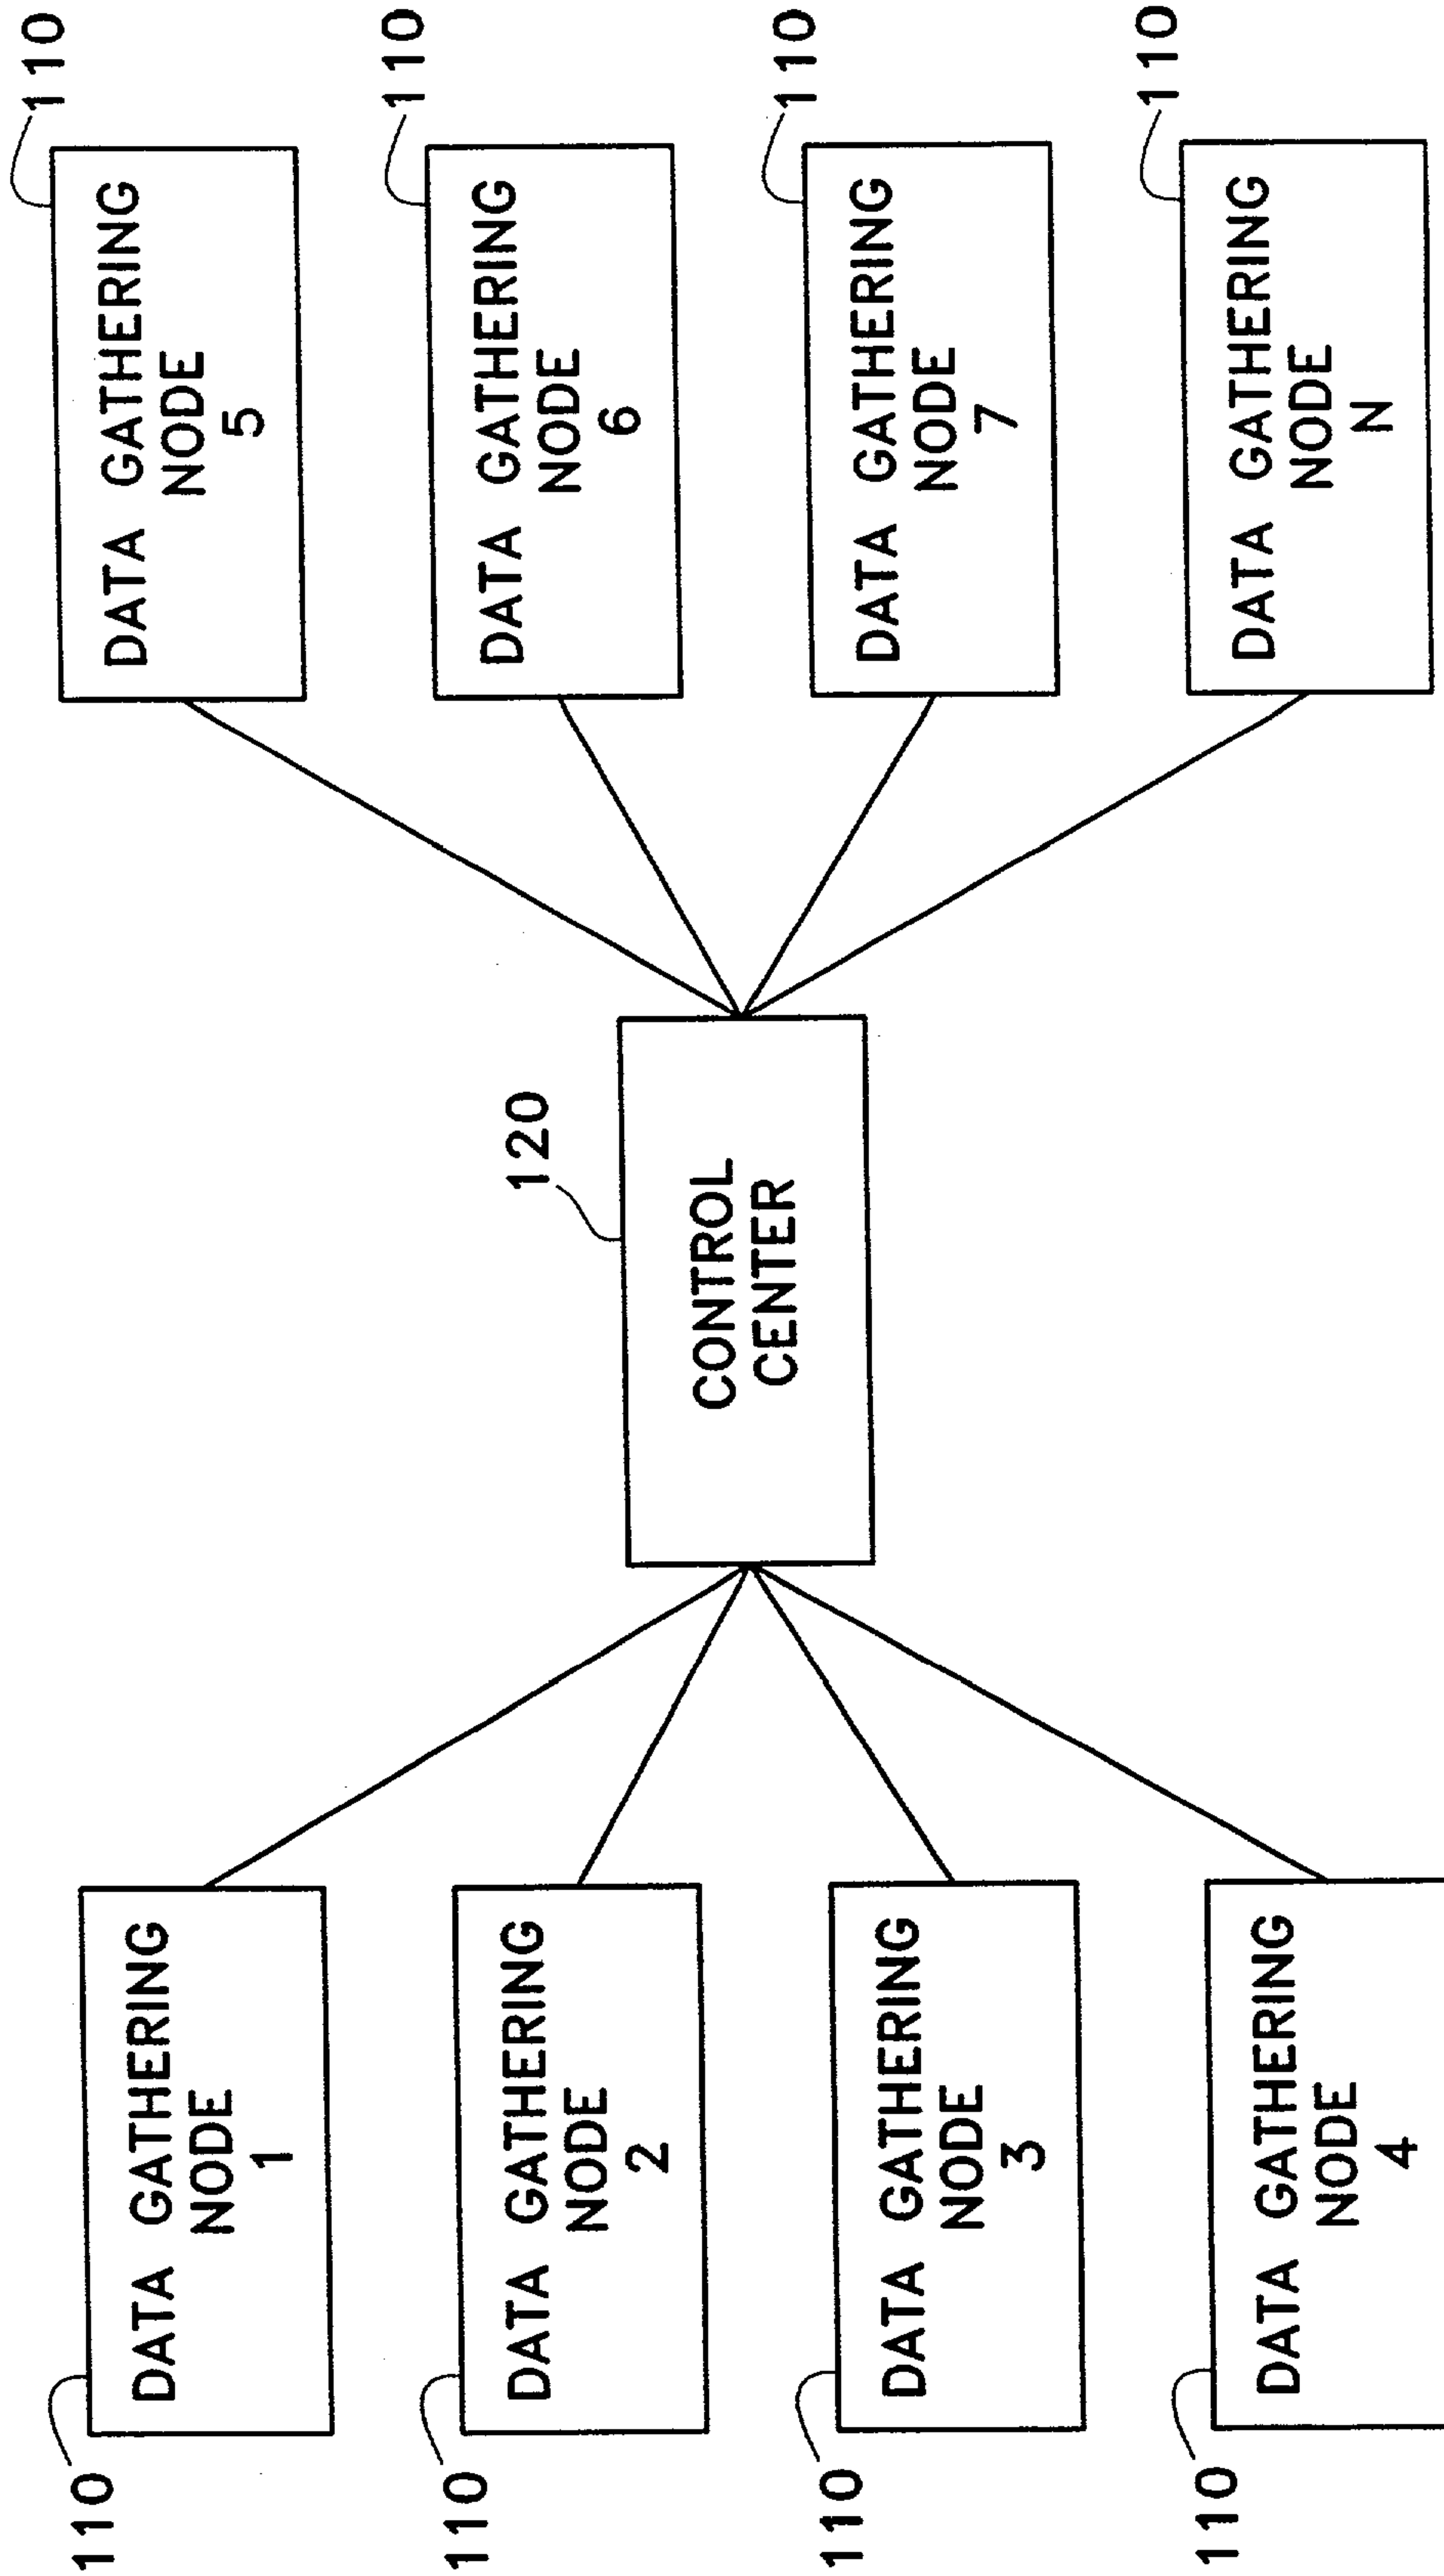 110
DATA GATHERING
NODE
1
110
DATA GATHERING
NODE
2
110
DATA GATHERING
NODE
3
110
DATA GATHERING
NODE
4
120
CONTROL
CENTER
110
DATA GATHERING
NODE
5
110
DATA GATHERING
NODE
6
110
DATA GATHERING
NODE
7
110
DATA GATHERING
NODE
N